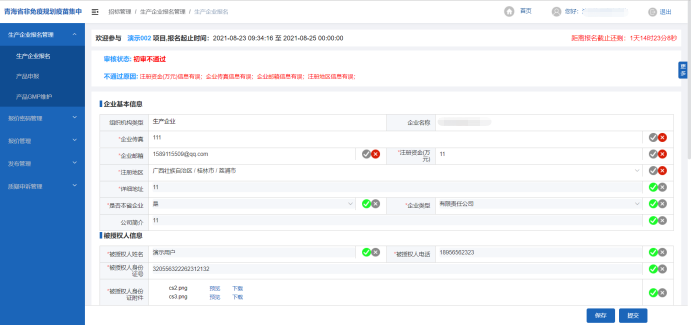 青海省非免疫规划疫苗集中
招标管理 / 生产企业报名管理 / 生产企业报名
首页
您好:
退出
生产企业报名管理
生产企业报名
产品申报
产品GMP维护
报价密码管理
报价管理
发布管理
质疑申诉管理
欢迎参与 演示002 项目,报名起止时间: 2021-08-23 09:34:16 至 2021-08-25 00:00:00
距离报名截止还剩: 1天14时23分8秒
更多
审核状态: 初审不通过
不通过原因: 注册资金(万元)信息有误; 企业传真信息有误; 企业邮箱信息有误; 注册地区信息有误;
企业基本信息
组织机构类型 生产企业 企业名称
*企业传真 111
*企业邮箱 1589115509@qq.com *注册资金(万元) 11
*注册地区 广西壮族自治区 / 桂林市 / 荔浦市
*详细地址 11
*是否本省企业 是 *企业类型 有限责任公司
公司简介 11
被授权人信息
*被授权人姓名 演示用户 *被授权人电话 18956562323
*被授权人身份证号 320556322262312132
*被授权人身份证附件 cs2.png 预览 下载
cs3.png 预览 下载
保存 提交